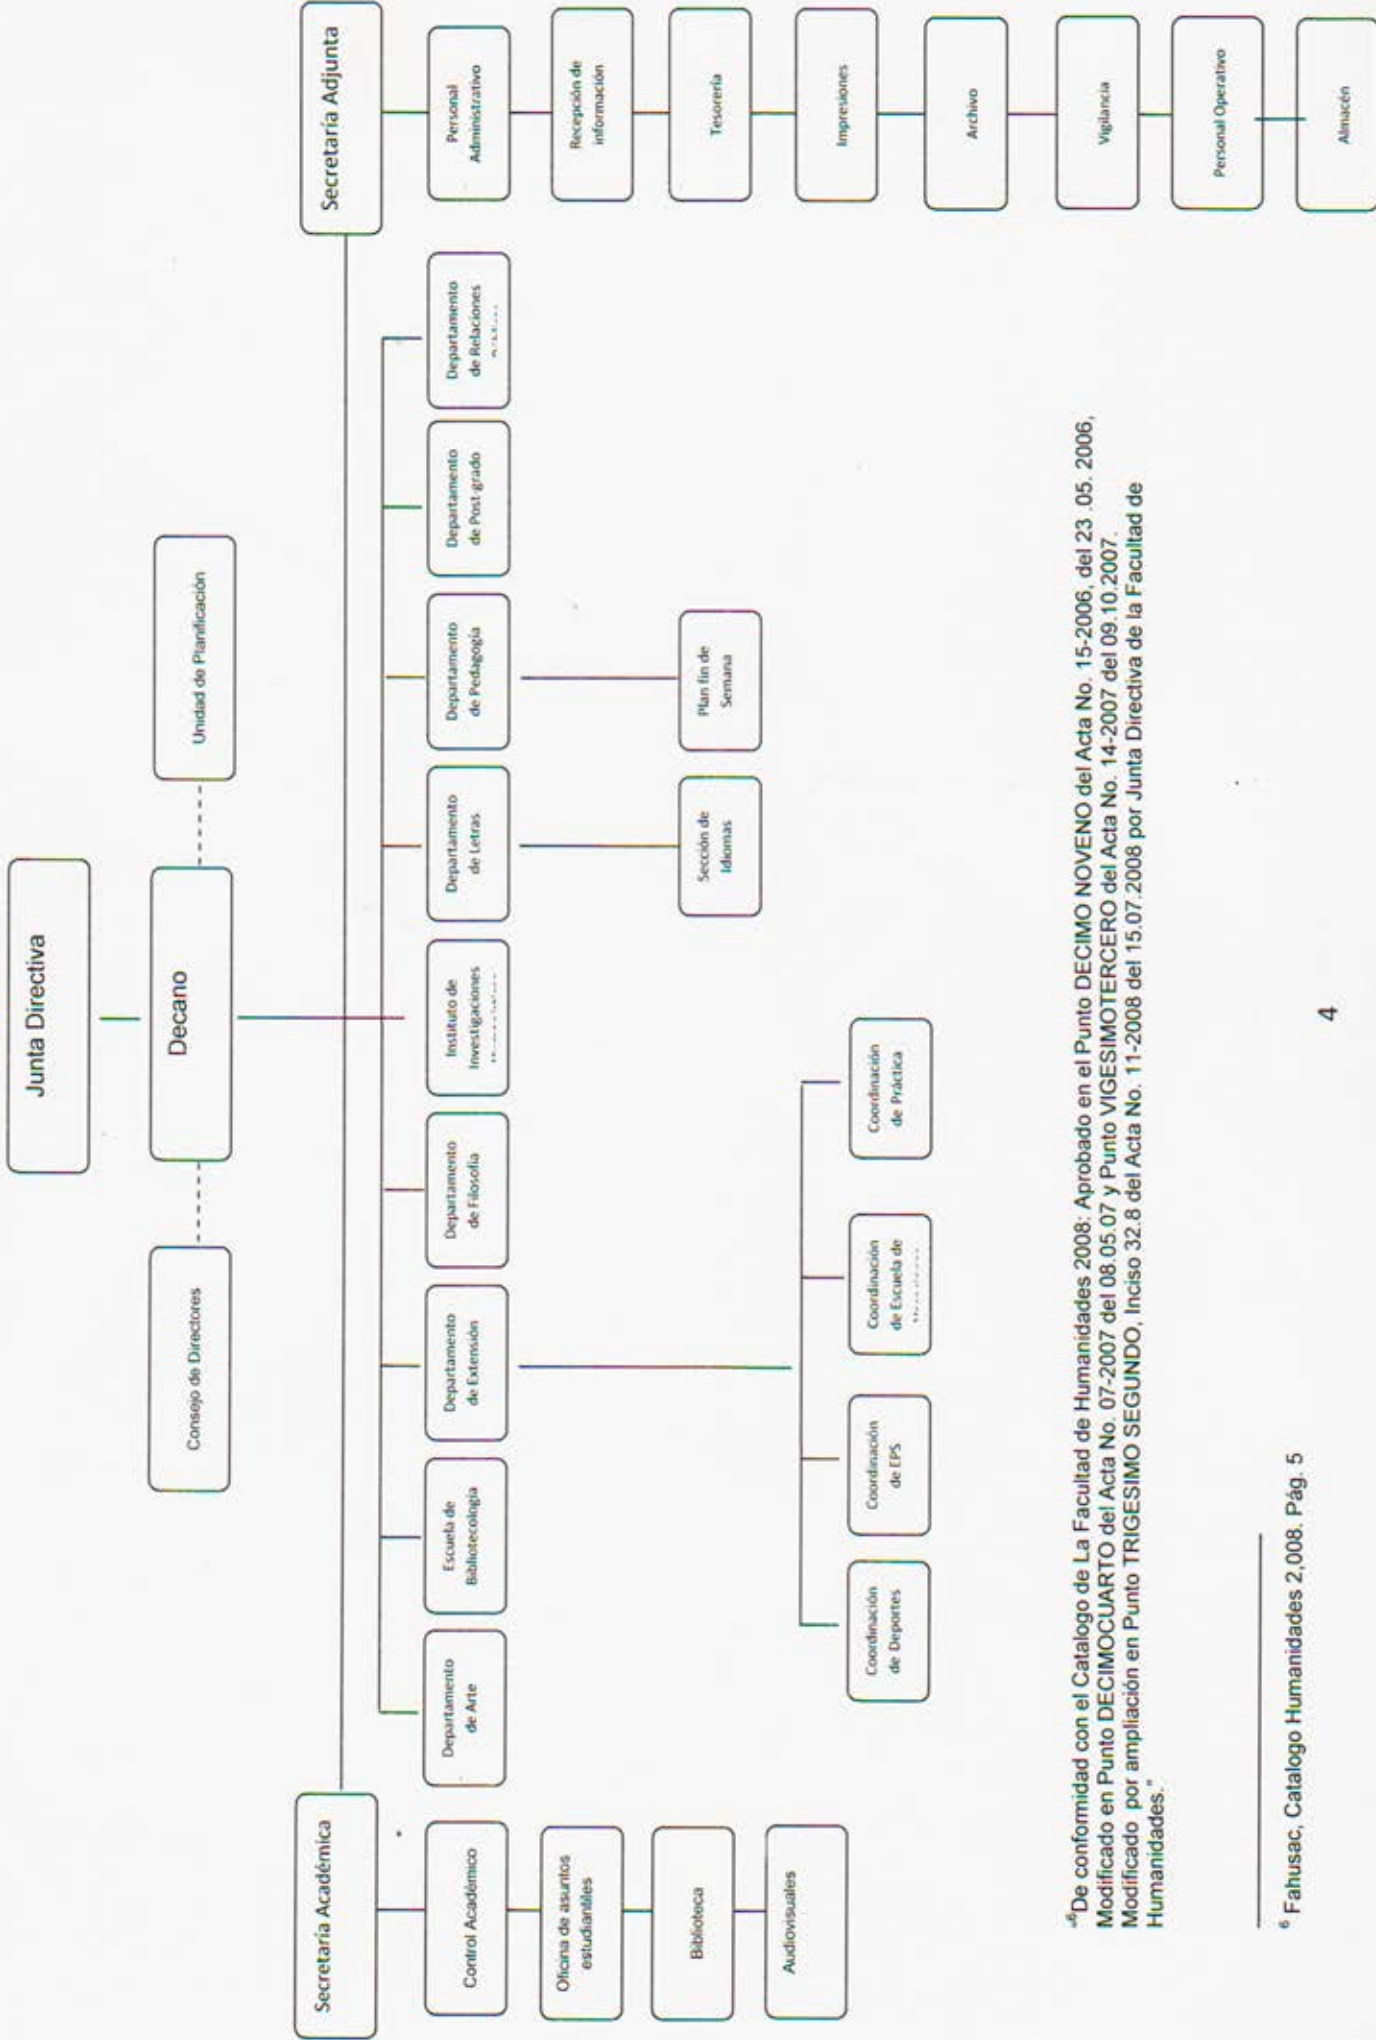 Junta Directiva
Consejo de Directores
Decano
Unidad de Planificación
Secretaría Académica
Secretaría Adjunta
Control Académico
Oficina de asuntos
estudiantiles
Biblioteca
Audiovisuales
Departamento
de Arte
Escuela de
Bibliotecología
Departamento
de Extensión
Departamento
de Filosofía
Instituto de
Investigaciones
Departamento
de Letras
Departamento
de Pedagogía
Departamento
de Post-grado
Departamento
de Relaciones
Sección de
Idiomas
Plan fin de
Semana
Coordinación
de Deportes
Coordinación
de EPS
Coordinación
de Escuela de
Coordinación
de Práctica
Personal
Administrativo
Recepción de
información
Tesorería
Impresiones
Archivo
Vigilancia
Personal Operativo
Almacén
"⁶De conformidad con el Catalogo de La Facultad de Humanidades 2008: Aprobado en el Punto DECIMO NOVENO del Acta No. 15-2006, del 23 .05. 2006,
Modificado en Punto DECIMOCUARTO del Acta No. 07-2007 del 08.05.07 y Punto VIGESIMOTERCERO del Acta No. 14-2007 del 09.10.2007.
Modificado por ampliación en Punto TRIGESIMO SEGUNDO, Inciso 32.8 del Acta No. 11-2008 del 15.07.2008 por Junta Directiva de la Facultad de
Humanidades."
⁶ Fahusac, Catalogo Humanidades 2,008. Pág. 5
4